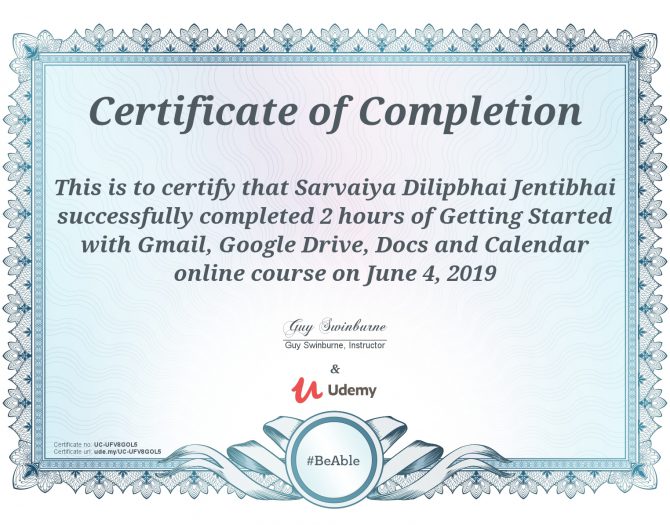 Certificate of Completion
This is to certify that Sarvaiya Dilipbhai Jentibhai
successfully completed 2 hours of Getting Started
with Gmail, Google Drive, Docs and Calendar
online course on June 4, 2019
Guy Swinburne
Guy Swinburne, Instructor
&
Udemy
Certificate no: UC-UFV8GOL5
Certificate url: ude.my/UC-UFV8GOL5
#BeAble